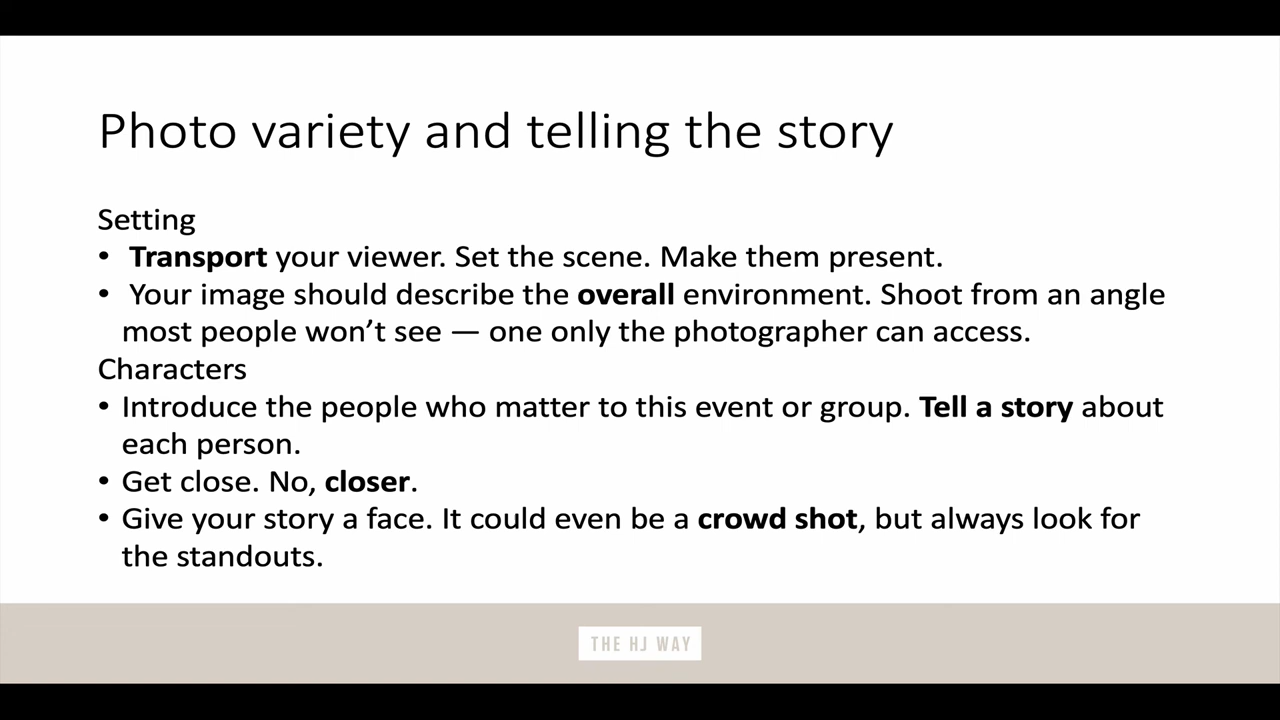 Photo variety and telling the story
Setting
• Transport your viewer. Set the scene. Make them present.
• Your image should describe the overall environment. Shoot from an angle
most people won’t see — one only the photographer can access.
Characters
• Introduce the people who matter to this event or group. Tell a story about
each person.
• Get close. No, closer.
• Give your story a face. It could even be a crowd shot, but always look for
the standouts.
THE HJ WAY